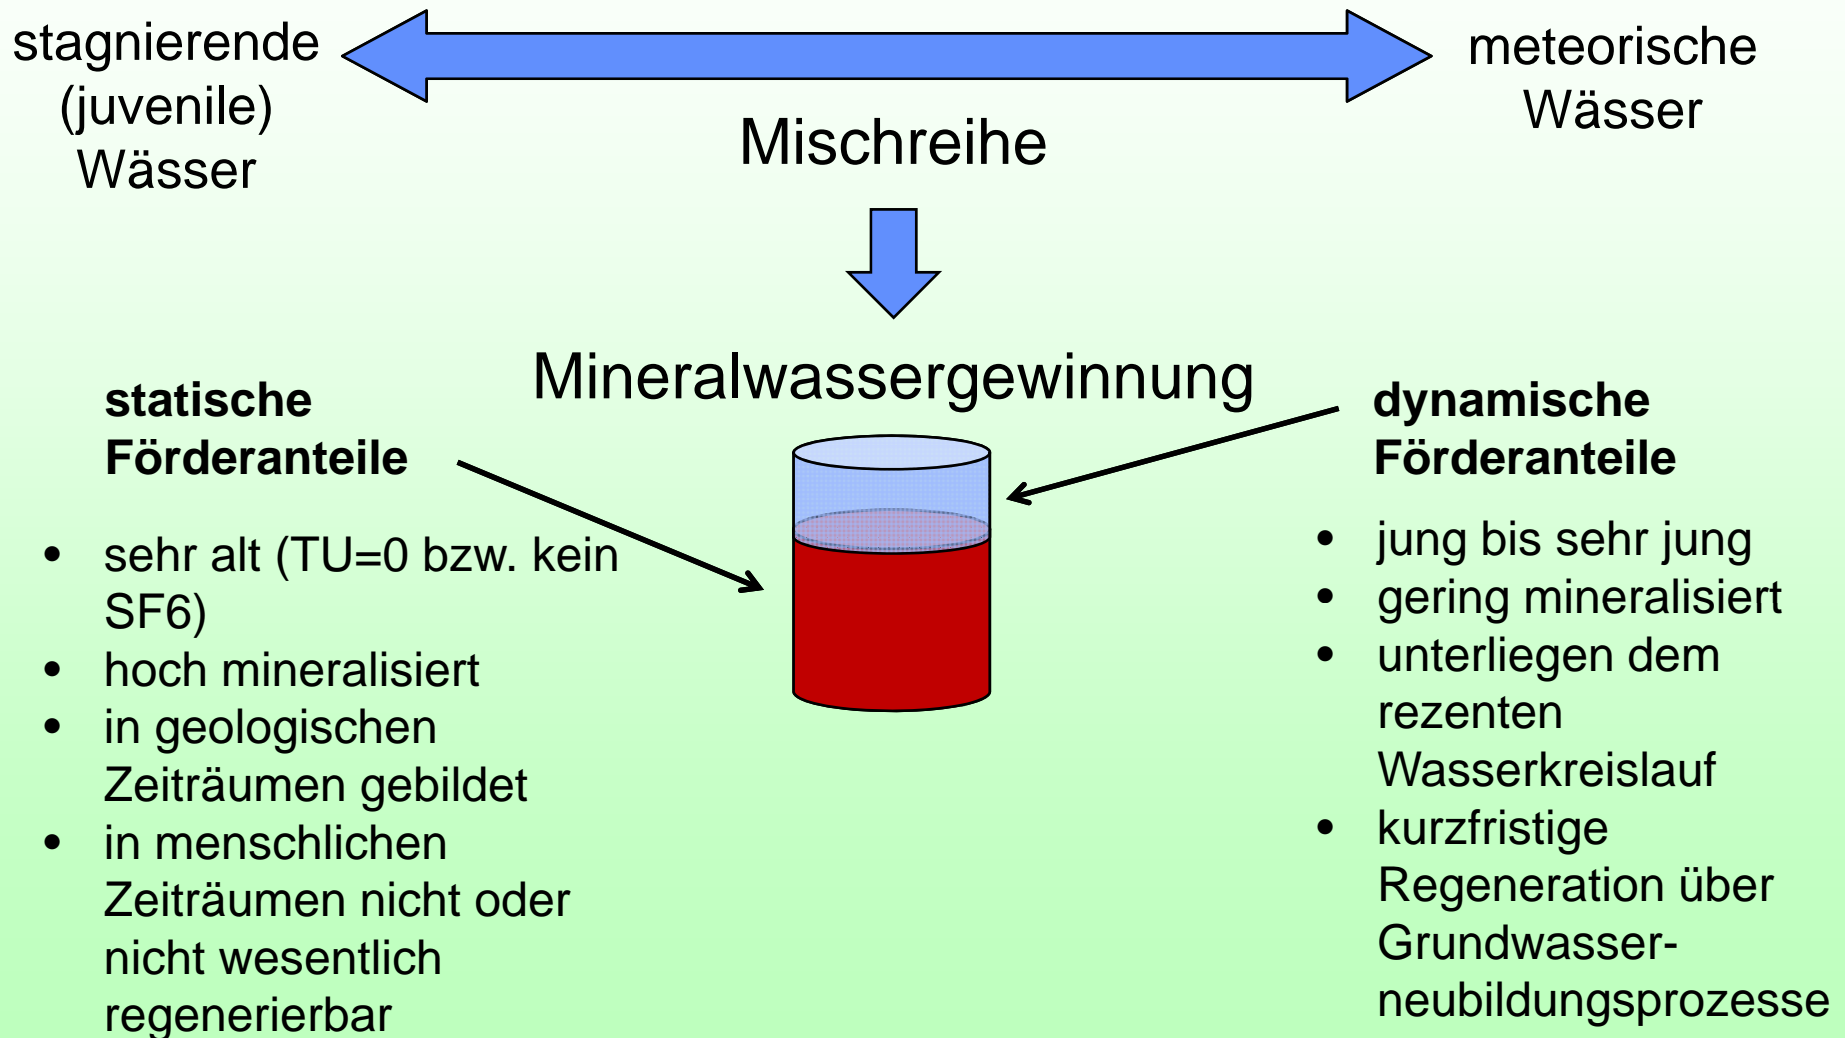 stagnierende
(juvenile)
Wässer
meteorische
Wässer
Mischreihe
Mineralwassergewinnung
statische
Förderanteile
• sehr alt (TU=0 bzw. kein
SF6)
• hoch mineralisiert
• in geologischen
Zeiträumen gebildet
• in menschlichen
Zeiträumen nicht oder
nicht wesentlich
regenerierbar
dynamische
Förderanteile
• jung bis sehr jung
• gering mineralisiert
• unterliegen dem
rezenten
Wasserkreislauf
• kurzfristige
Regeneration über
Grundwasser-
neubildungsprozesse